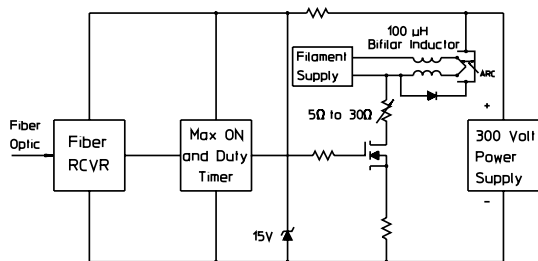 100 µH
Bifilar Inductor
Filament
Supply
ARC
5Ω to 30Ω
+
Fiber
Optic
Fiber
RCVR
Max ON
and Duty
Timer
300 Volt
Power
Supply
-
15V